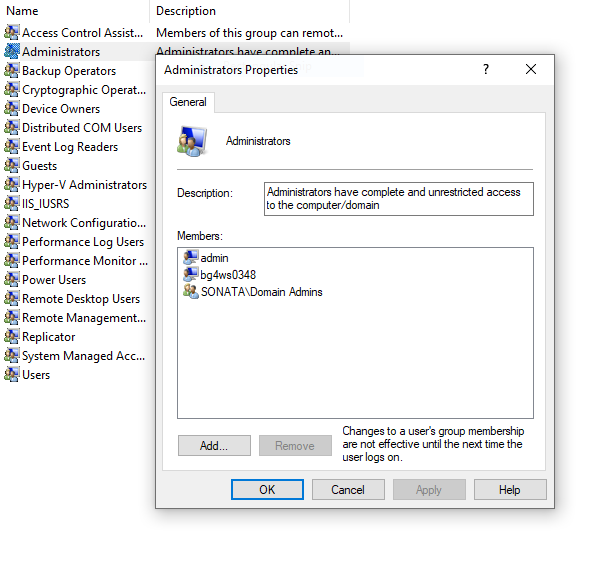 Name Description
Access Control Assist... Members of this group can remot...
Administrators Administrators have complete an...
Backup Operators
Cryptographic Operat...
Device Owners
Distributed COM Users
Event Log Readers
Guests
Hyper-V Administrators
IIS_IUSRS
Network Configuratio...
Performance Log Users
Performance Monitor ...
Power Users
Remote Desktop Users
Remote Management...
Replicator
System Managed Acc...
Users
Administrators Properties
General
Administrators
Description:
Administrators have complete and unrestricted access
to the computer/domain
Members:
admin
bg4ws0348
SONATA\Domain Admins
Add... Remove
Changes to a user's group membership
are not effective until the next time the
user logs on.
OK Cancel Apply Help